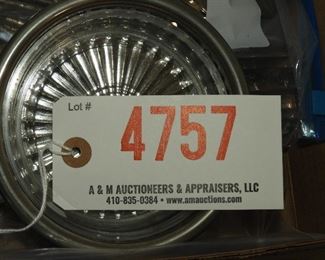 Lot #
4757
A & M AUCTIONEERS & APPRAISERS, LLC
410-835-0384 • www.amauctions.com